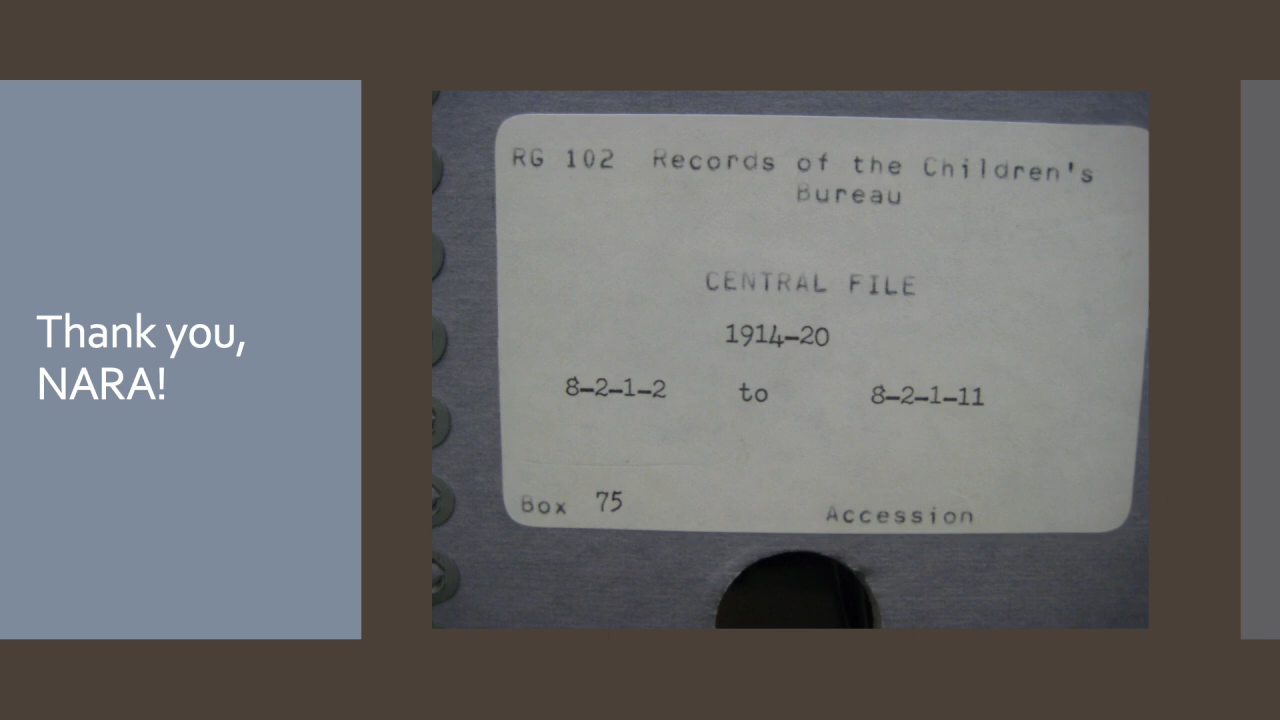 Thank you,
NARA!
RG 102 Records of the Children's
Bureau
CENTRAL FILE
1914-20
8-2-1-2 to 8-2-1-11
Box 75 Accession